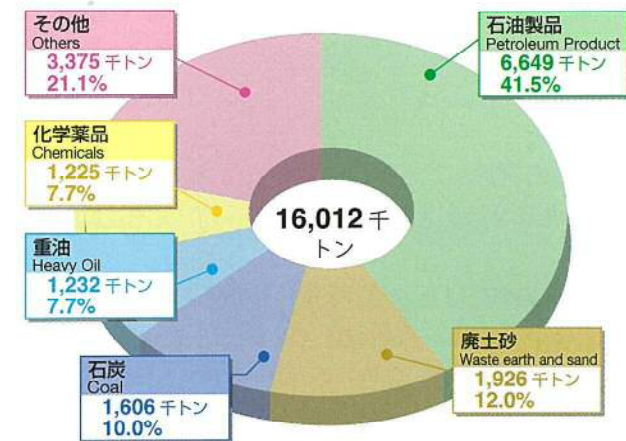 その他
Others
3,375 千トン
21.1%
石油製品
Petroleum Product
6,649 千トン
41.5%
化学薬品
Chemicals
1,225 千トン
7.7%
16,012 千
トン
重油
Heavy Oil
1,232 千トン
7.7%
廃土砂
Waste earth and sand
1,926 千トン
12.0%
石炭
Coal
1,606 千トン
10.0%